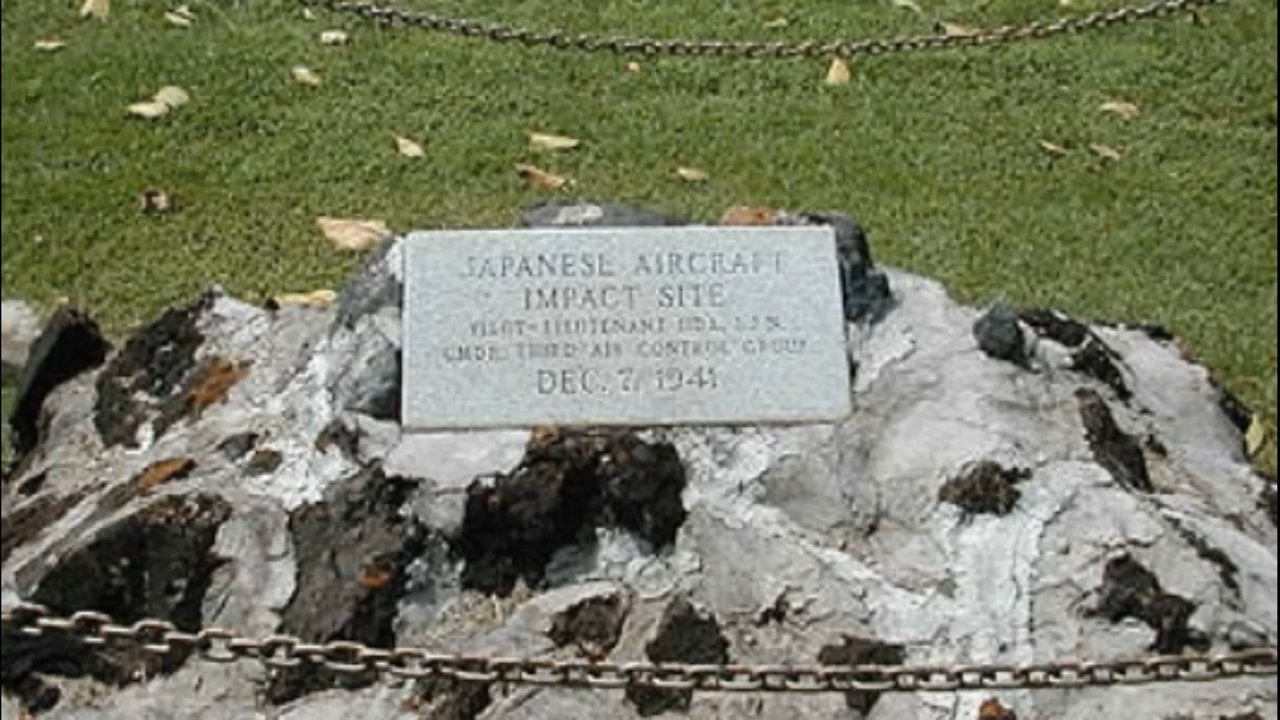 JAPANESE AIRCRAFT
IMPACT SITE
PILOT-LIEUTENANT IIDA, I.J.N.
CMDR. THIRD AIR CONTROL GROUP
DEC. 7, 1941